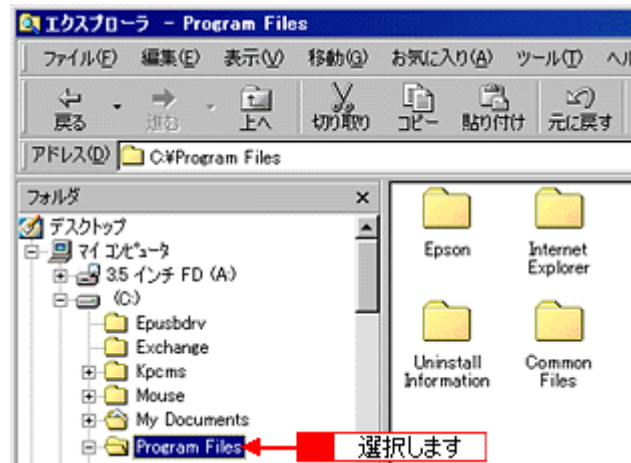 エクスプローラ - Program Files
ファイル(F) 編集(E) 表示(V) 移動(G) お気に入り(A) ツール(T)
戻る 進む 上へ 切り取り コピー 貼り付け 元に戻す
アドレス(D) C:¥Program Files
フォルダ ×
デスクトップ
マイ コンピュータ
3.5 インチ FD (A:)
(C:)
Epusbdrv
Exchange
Kpcms
Mouse
My Documents
Program Files
選択します
Epson
Internet
Explorer
Uninstall
Information
Common
Files